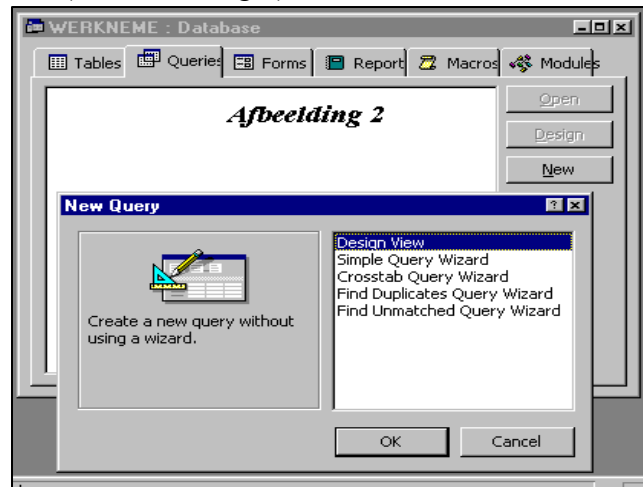 WERKNEME : Database
Tables Queries Forms Report Macros Modules
Open
Afbeelding 2
Design
New
New Query
Design View
Simple Query Wizard
Crosstab Query Wizard
Find Duplicates Query Wizard
Find Unmatched Query Wizard
Create a new query without
using a wizard.
OK Cancel